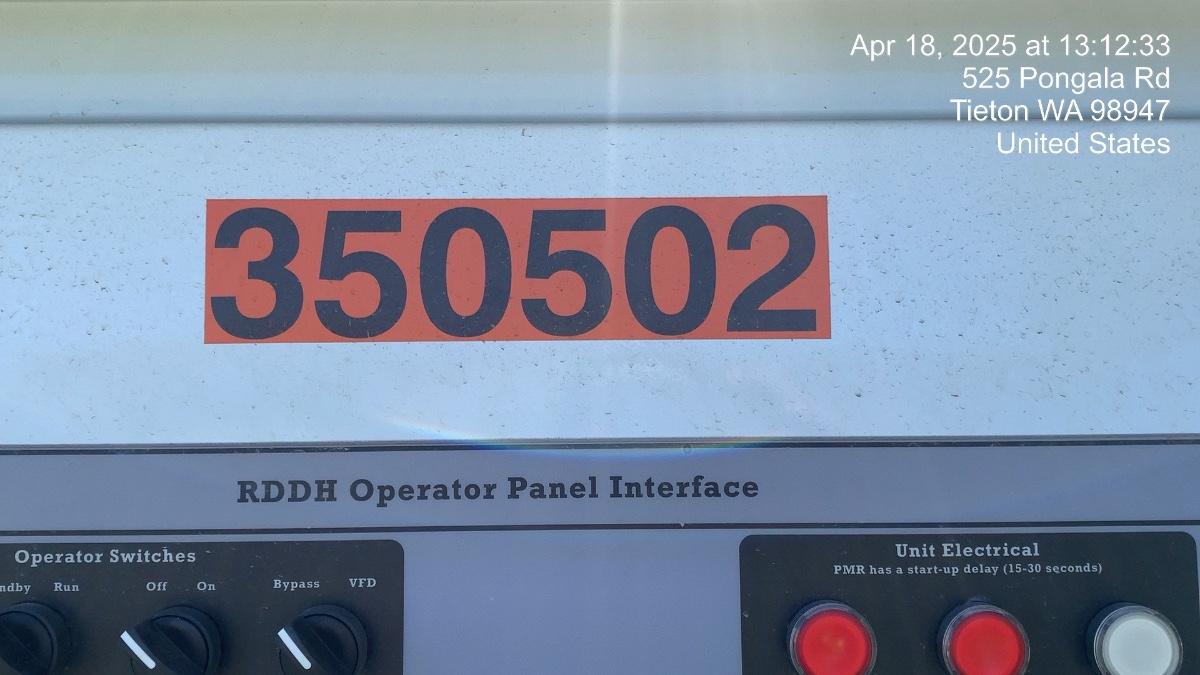 Apr 18, 2025 at 13:12:33
525 Pongala Rd
Tieton WA 98947
United States
350502
RDDH Operator Panel Interface
Operator Switches
ndby Run Off On Bypass VFD
Unit Electrical
PMR has a start-up delay (15-30 seconds)